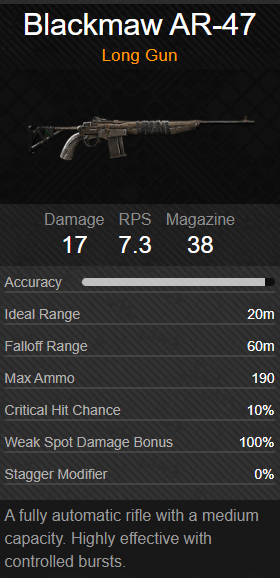 Blackmaw AR-47
Long Gun
Damage RPS Magazine
17 7.3 38
Accuracy
Ideal Range 20m
Falloff Range 60m
Max Ammo 190
Critical Hit Chance 10%
Weak Spot Damage Bonus 100%
Stagger Modifier 0%
A fully automatic rifle with a medium
capacity. Highly effective with
controlled bursts.